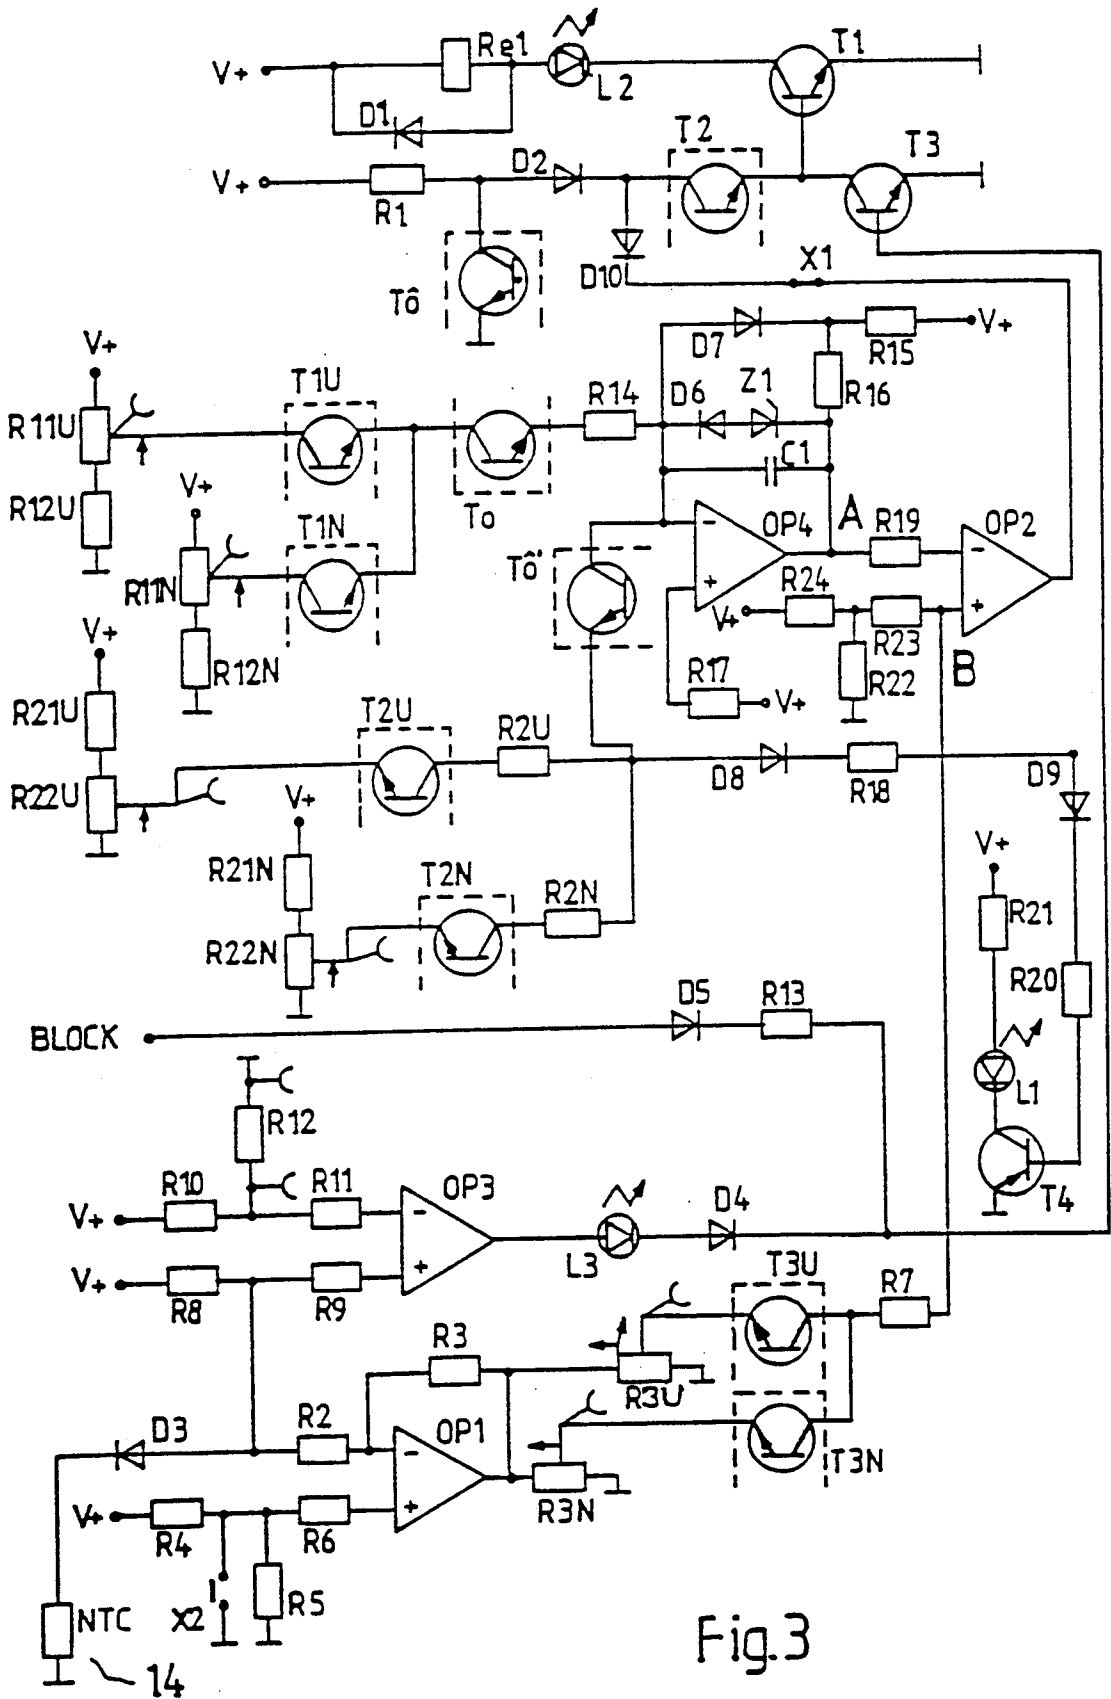 Re1
T1
V+
L2
D1
T2
T3
D2
V+
R1
X1
D10
Tô
V+
D7
R15
V+
T1U
R14
D6
Z1
R16
R11U
V+
C1
R12U
To
T1N
OP4
A
R19
OP2
Tô'
R11N
R24
V+
V+
R23
R12N
R17
R22
B
R21U
T2U
V+
R2U
D8
R18
D9
R22U
V+
V+
R21N
T2N
R2N
R21
R22N
R20
D5
R13
BLOCK
L1
R12
R10
R11
OP3
T4
V+
D4
L3
V+
T3U
R7
R8
R9
R3
R3U
D3
R2
OP1
T3N
R3N
V+
R4
R6
NTC
X2
R5
Fig.3
14